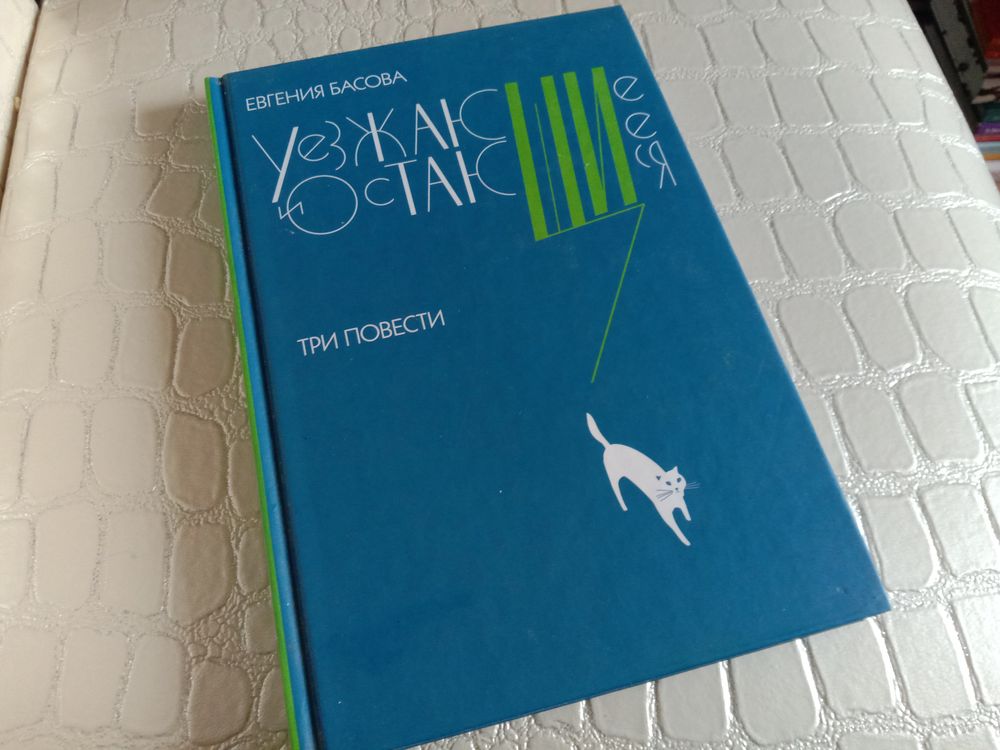 ЕВГЕНИЯ БАСОВА
УезЖАЮЩИе
и ОсТАЮЩИеся
ТРИ ПОВЕСТИ